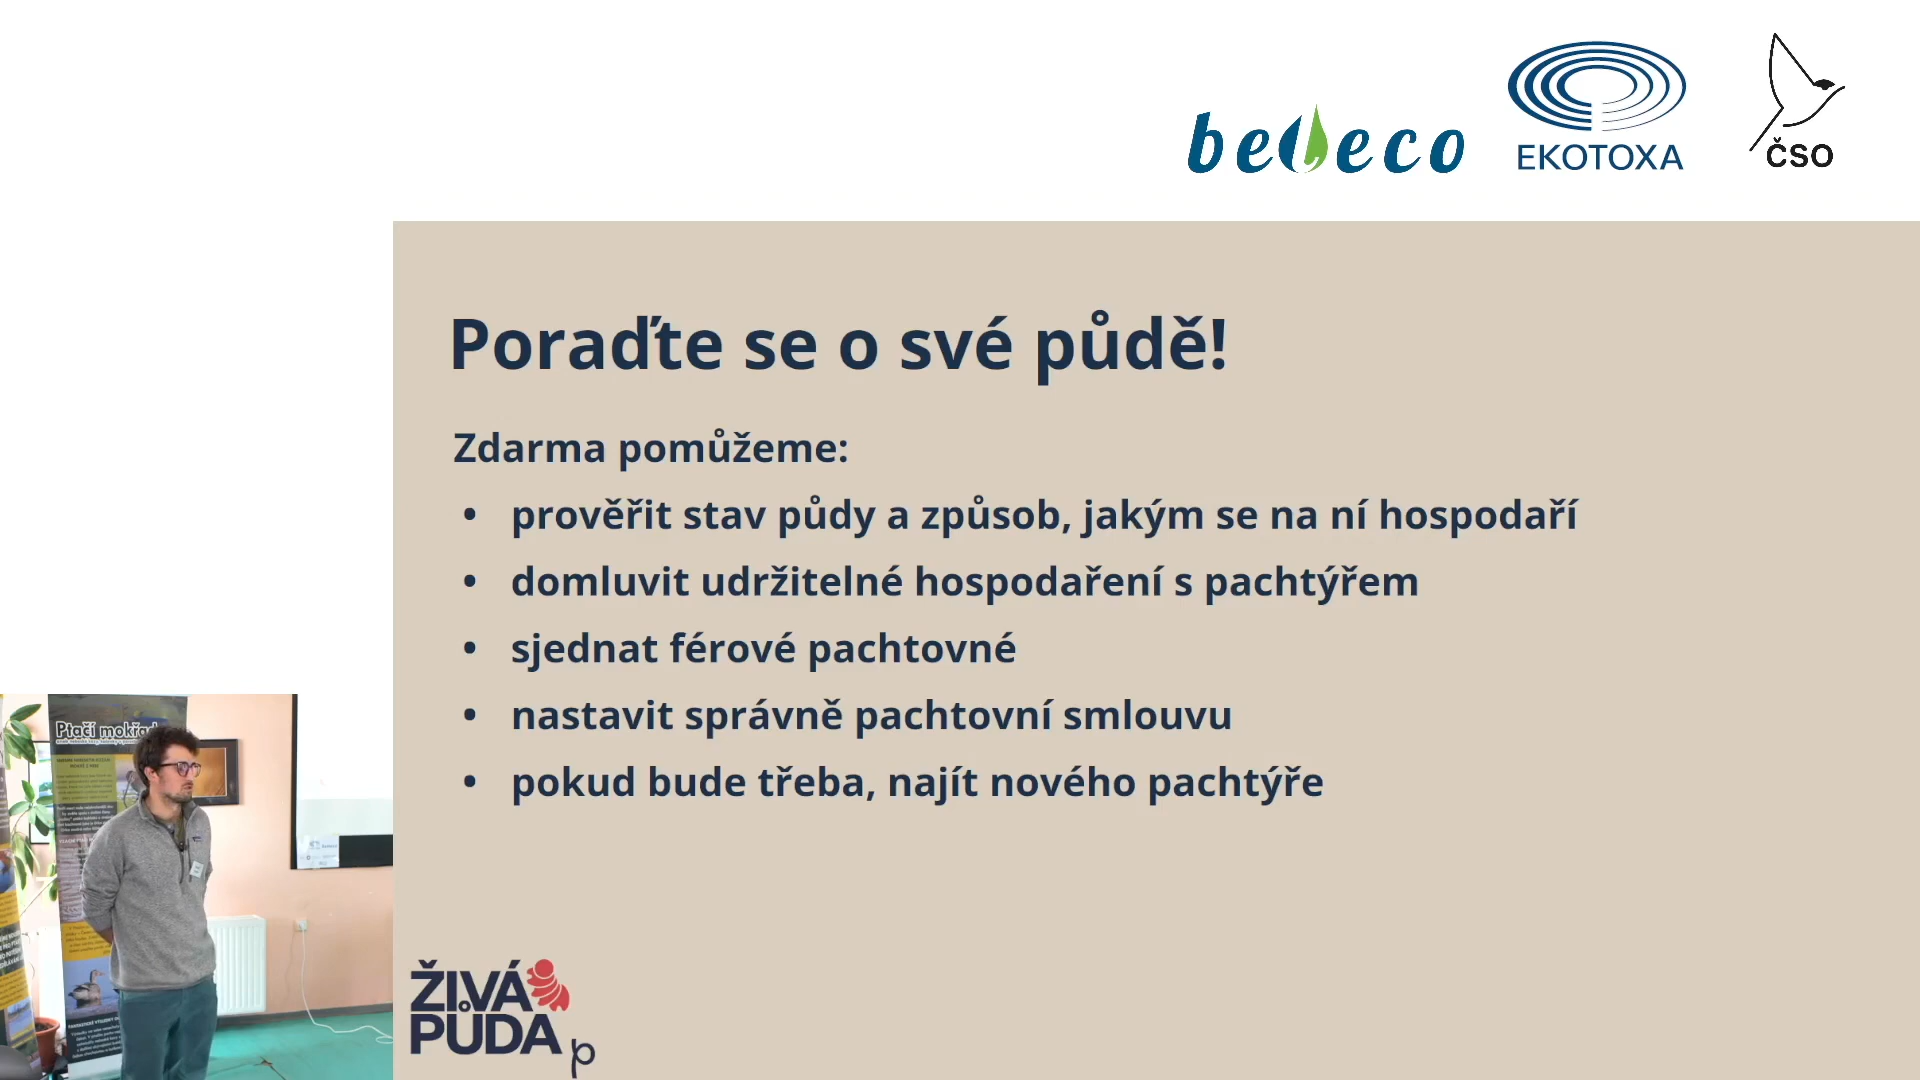 beleco
EKOTOXA
ČSO
Poraďte se o své půdě!
Zdarma pomůžeme:
• prověřit stav půdy a způsob, jakým se na ní hospodaří
• domluvit udržitelné hospodaření s pachtýřem
• sjednat férové pachtovné
• nastavit správně pachtovní smlouvu
• pokud bude třeba, najít nového pachtýře
Ptačí
ŽIVÁ
PŮDA
p